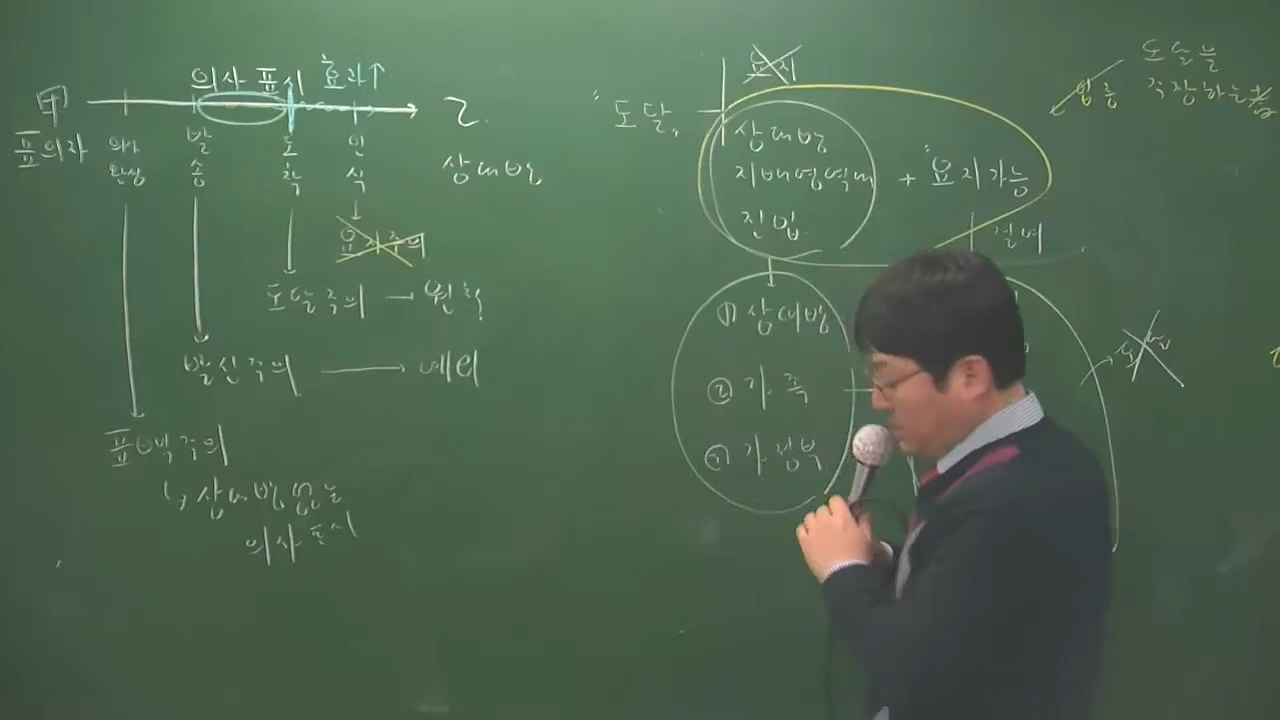 의사 표시 효과↑
甲 乙
표의자 의사 완성 발송 도착 인식 상대방
요지주의
도달주의 → 원칙
발신주의 → 예외
표백주의
↳ 상대방 없는
의사표시
요지
"도달"
상대방
지배영역내
진입
+ "요지가능"
입증
도달을
주장하는 者
① 상대방
② 가족
③ 가정부